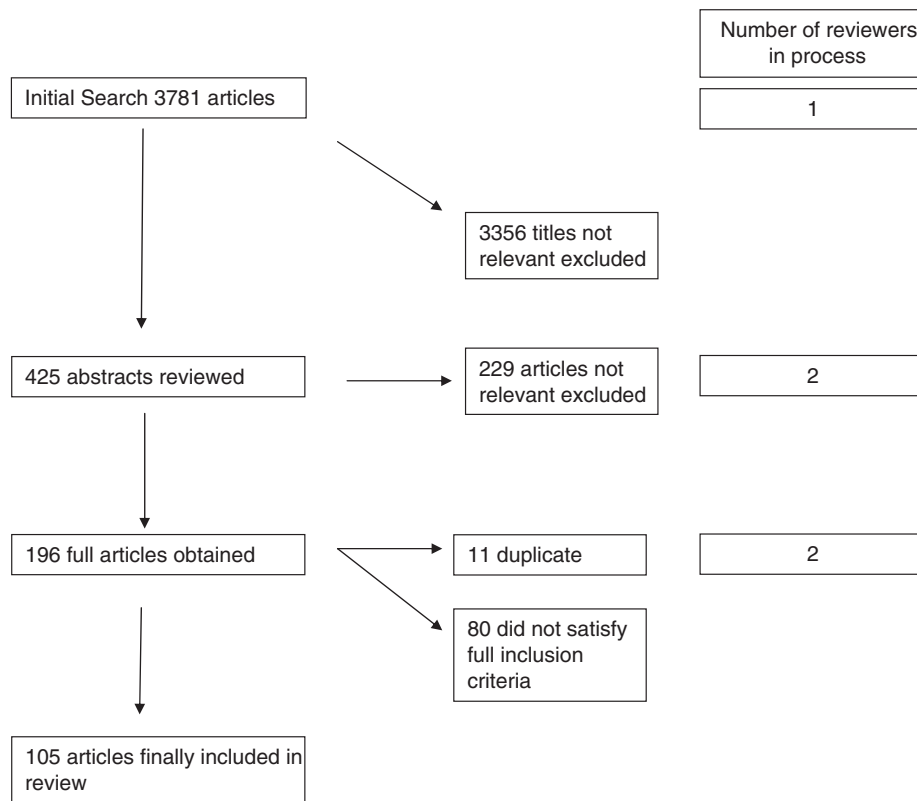 Number of reviewers
in process
Initial Search 3781 articles
1
3356 titles not
relevant excluded
425 abstracts reviewed
229 articles not
relevant excluded
2
196 full articles obtained
11 duplicate
2
80 did not satisfy
full inclusion
criteria
105 articles finally included in
review